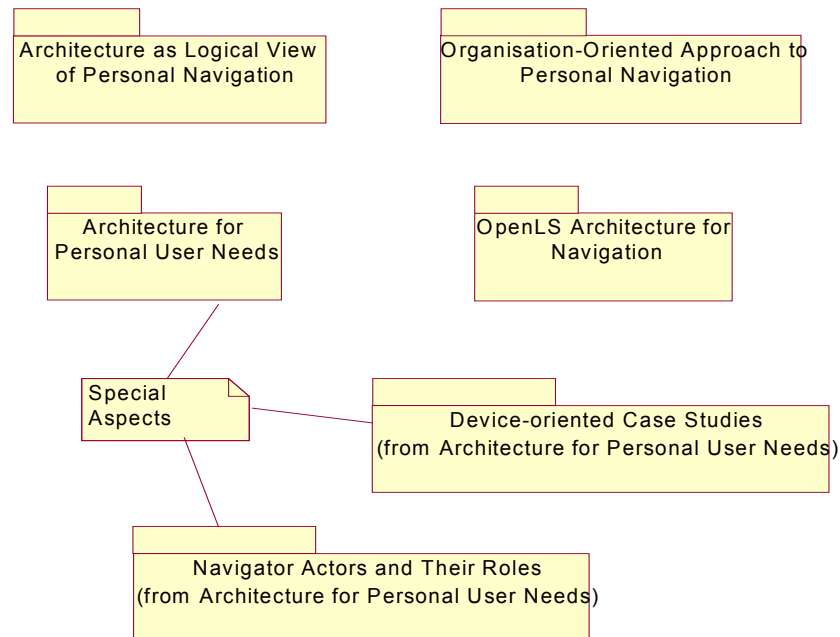 Architecture as Logical View
of Personal Navigation
Organisation-Oriented Approach to
Personal Navigation
Architecture for
Personal User Needs
OpenLS Architecture for
Navigation
Special
Aspects
Device-oriented Case Studies
(from Architecture for Personal User Needs)
Navigator Actors and Their Roles
(from Architecture for Personal User Needs)